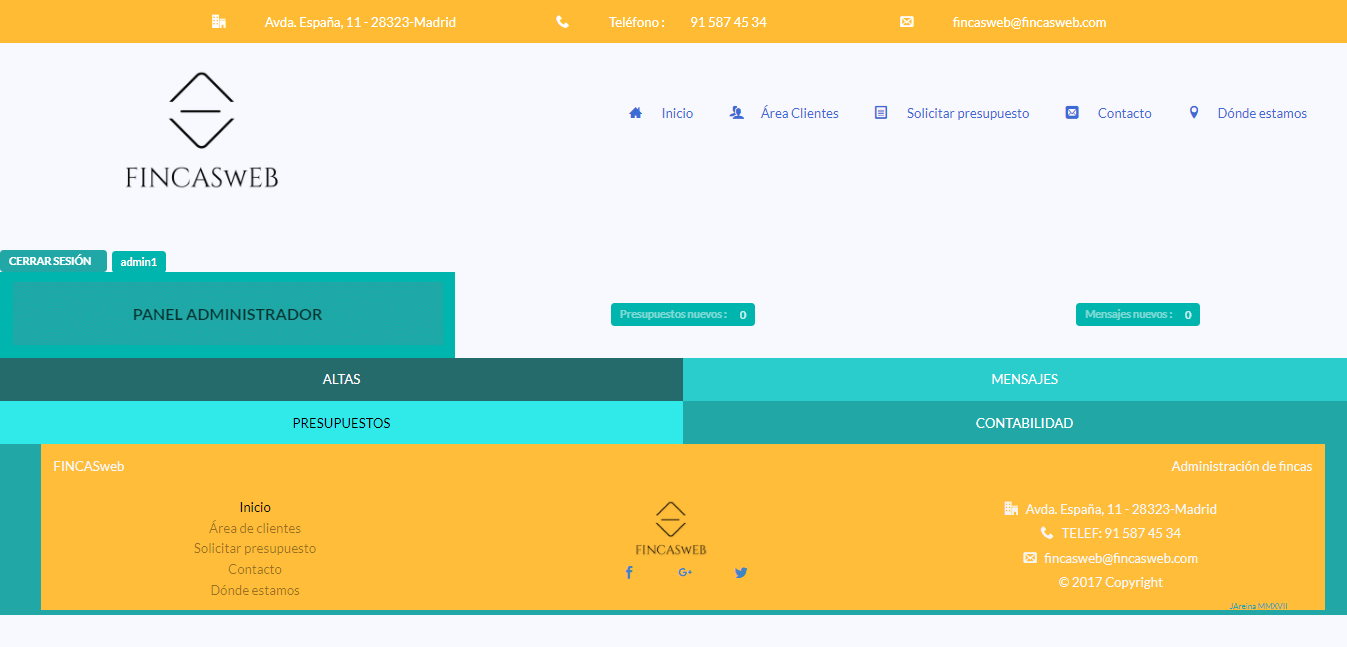 Avda. España, 11 - 28323-Madrid Teléfono : 91 587 45 34 fincasweb@fincasweb.com
Inicio Área Clientes Solicitar presupuesto Contacto Dónde estamos
FINCASWEB
CERRAR SESIÓN admin1
PANEL ADMINISTRADOR Presupuestos nuevos : 0 Mensajes nuevos : 0
ALTAS MENSAJES
PRESUPUESTOS CONTABILIDAD
FINCASweb Administración de fincas
Inicio
Área de clientes
Solicitar presupuesto
Contacto
Dónde estamos
FINCASWEB
Avda. España, 11 - 28323-Madrid
TELEF: 91 587 45 34
fincasweb@fincasweb.com
© 2017 Copyright
JAreina MMXVII